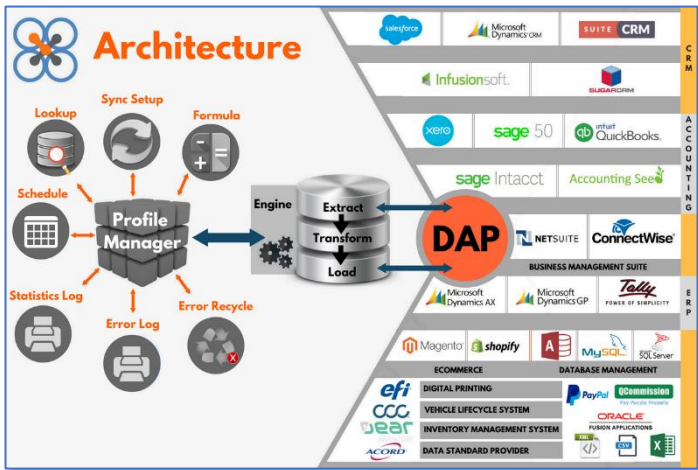 Architecture
Lookup
Sync Setup
Formula
Schedule
Profile
Manager
Statistics Log
Error Log
Error Recycle
Engine
Extract
Transform
Load
DAP
salesforce
Microsoft
Dynamics CRM
SUITE CRM
Infusionsoft.
SUGARCRM
CRM
xero
sage 50
qb intuit
QuickBooks.
sage Intacct
Accounting Seed
ACCOUNTING
N NETSUITE
ConnectWise
BUSINESS MANAGEMENT SUITE
Microsoft
Dynamics AX
Microsoft
Dynamics GP
Tally
POWER OF SIMPLICITY
ERP
Magento
shopify
A
MySQL
SQL Server
ECOMMERCE
DATABASE MANAGEMENT
efi
DIGITAL PRINTING
PayPal
QCommission
Pay People Properly
CCC
VEHICLE LIFECYCLE SYSTEM
ORACLE
FUSION APPLICATIONS
Dear
INVENTORY MANAGEMENT SYSTEM
ACORD
DATA STANDARD PROVIDER
XML
</>
CSV
X